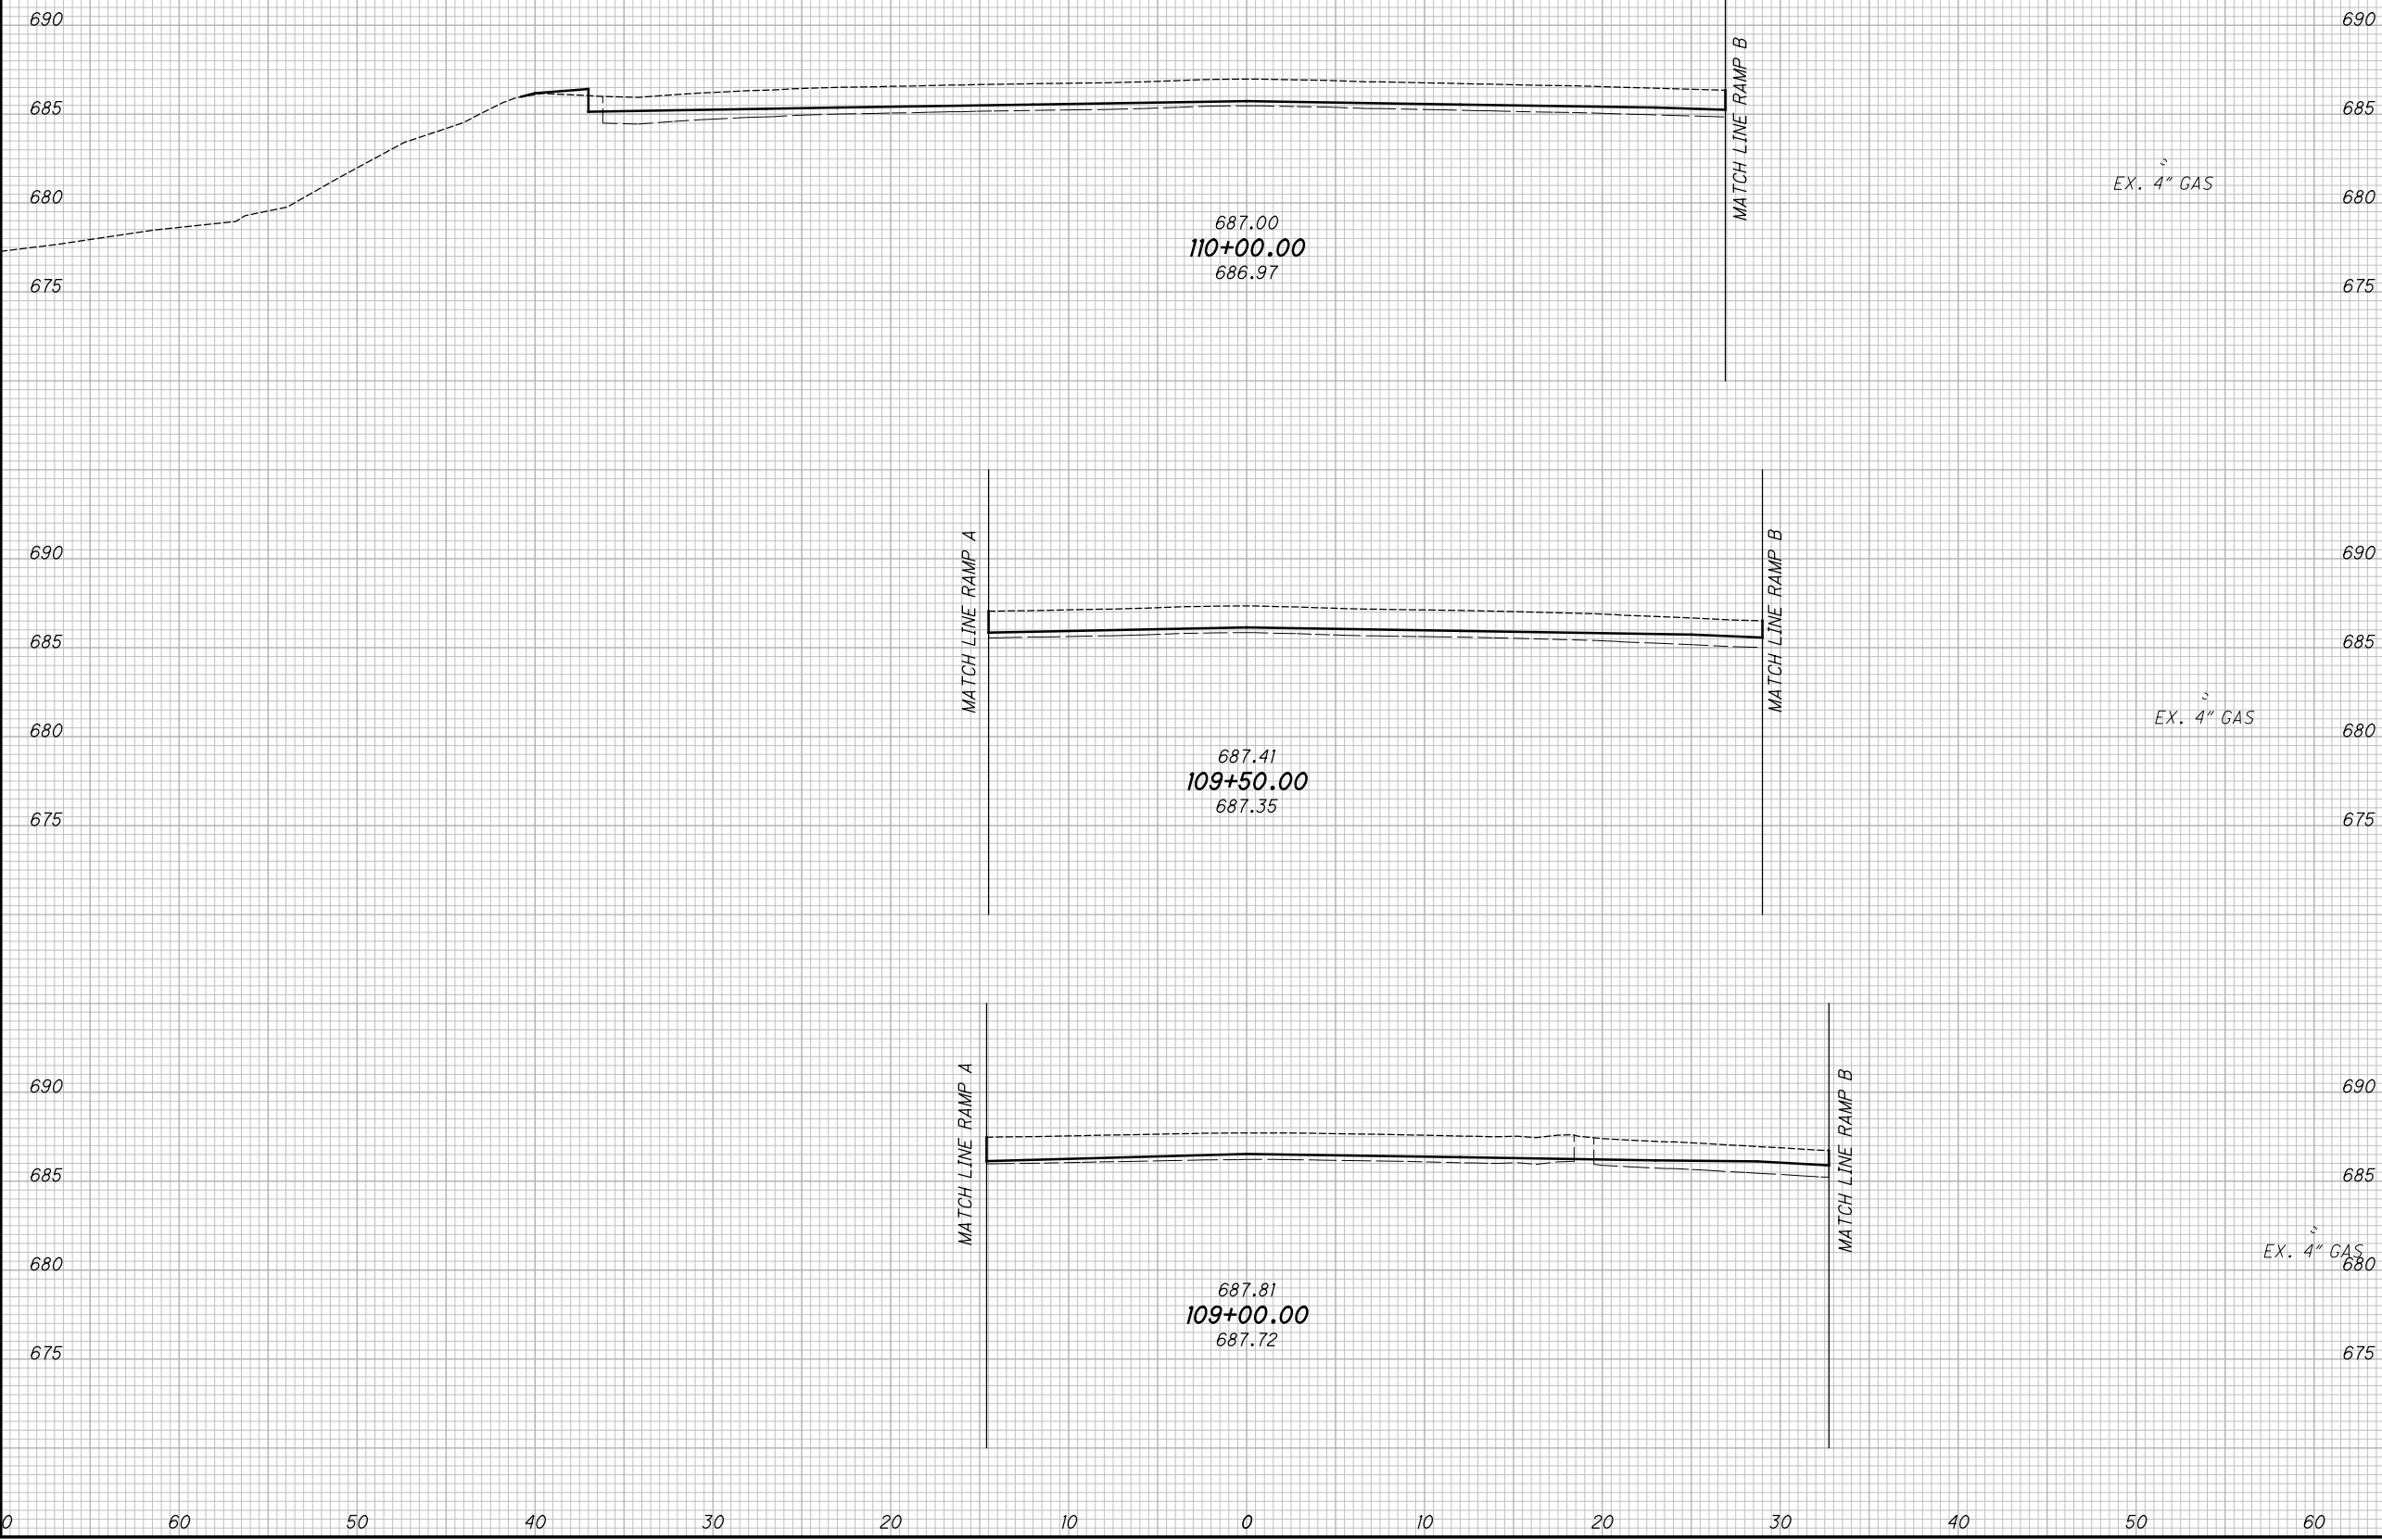 690 690
MATCH LINE RAMP B
685 685
EX. 4" GAS
680 680
687.00
110+00.00
686.97
675 675
MATCH LINE RAMP A
MATCH LINE RAMP B
690 690
685 685
EX. 4" GAS
680 680
687.41
109+50.00
687.35
675 675
MATCH LINE RAMP A
MATCH LINE RAMP B
690 690
685 685
EX. 4" GAS
680 680
687.81
109+00.00
687.72
675 675
0 60 50 40 30 20 10 0 10 20 30 40 50 60